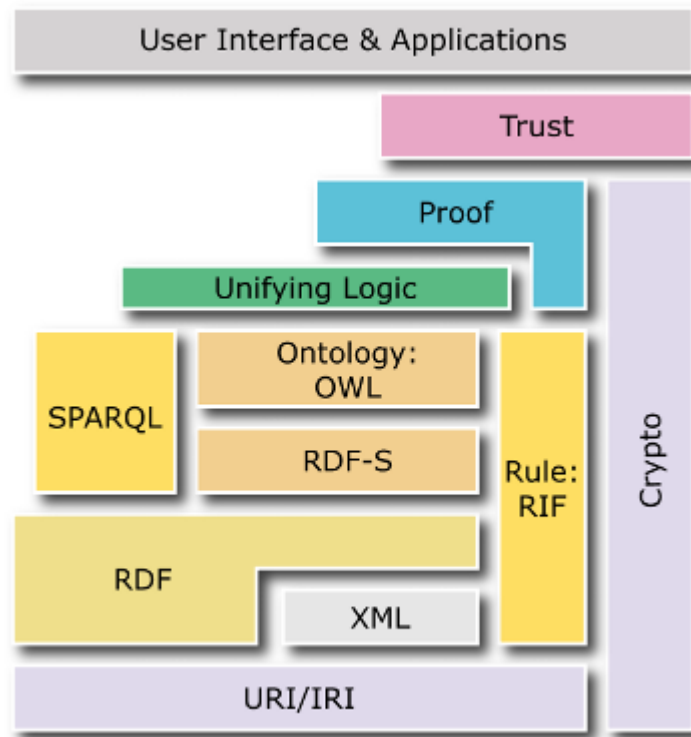 User Interface & Applications
Trust
Proof
Unifying Logic
Ontology:
OWL
SPARQL
RDF-S
Rule:
RIF
Crypto
RDF
XML
URI/IRI